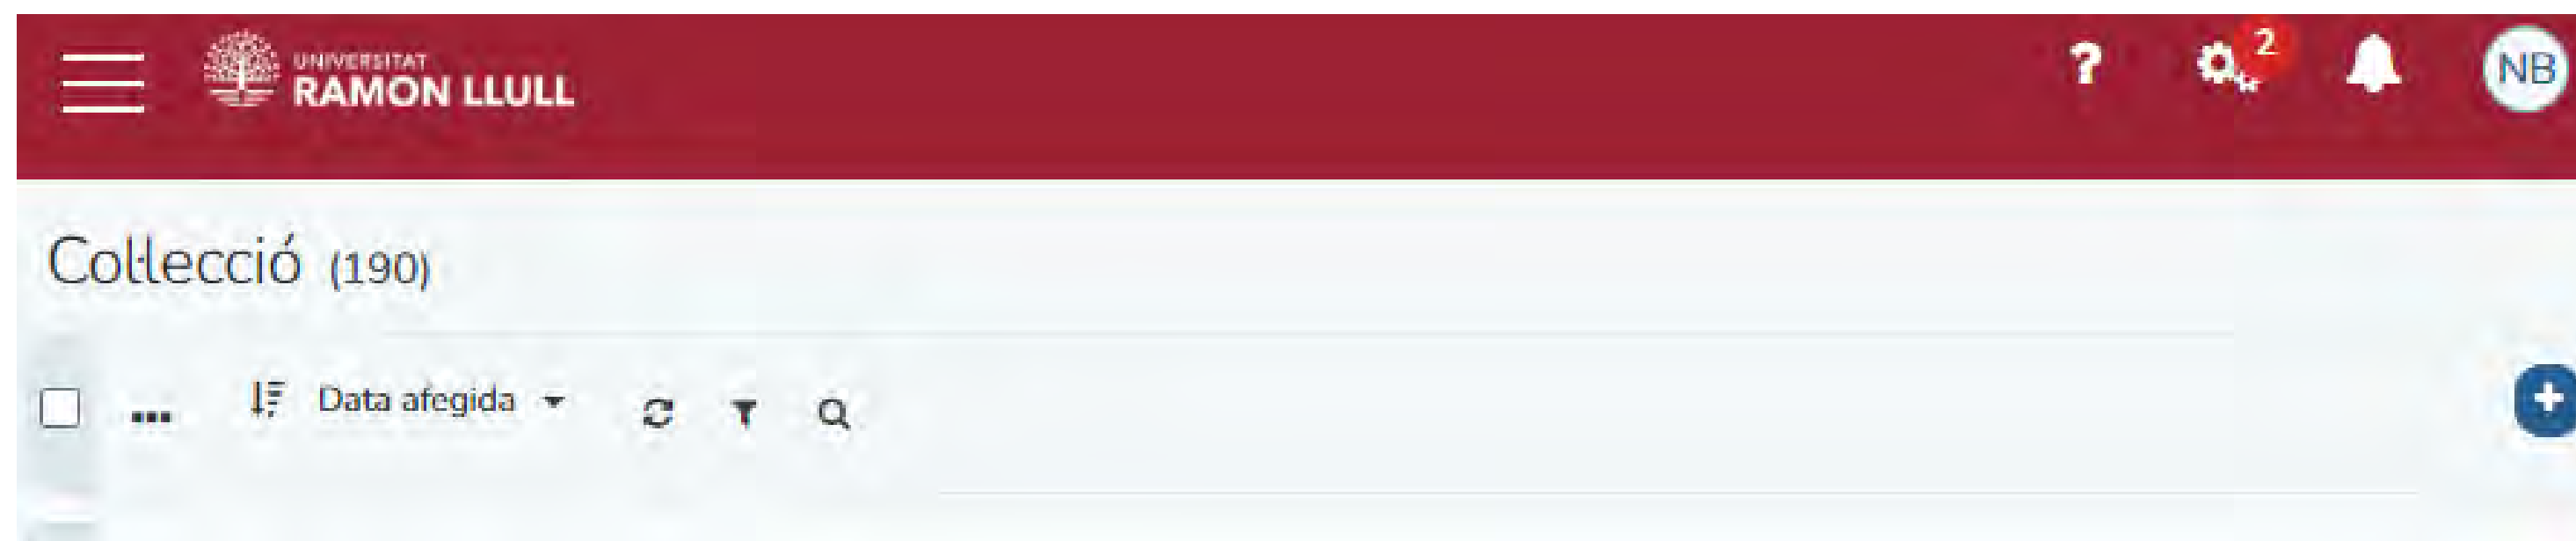 UNIVERSITAT
RAMON LLULL
?
2
NB
Col·lecció (190)
Data afegida